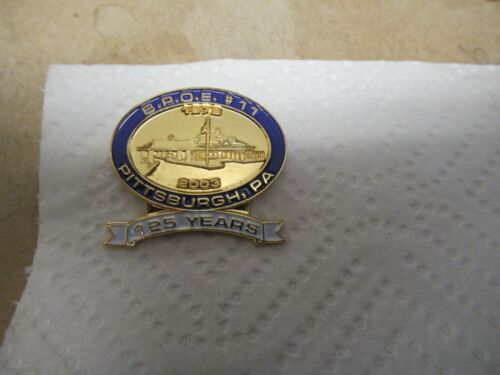 B.P.O.E. #11
1878
2003
PITTSBURGH, PA
125 YEARS